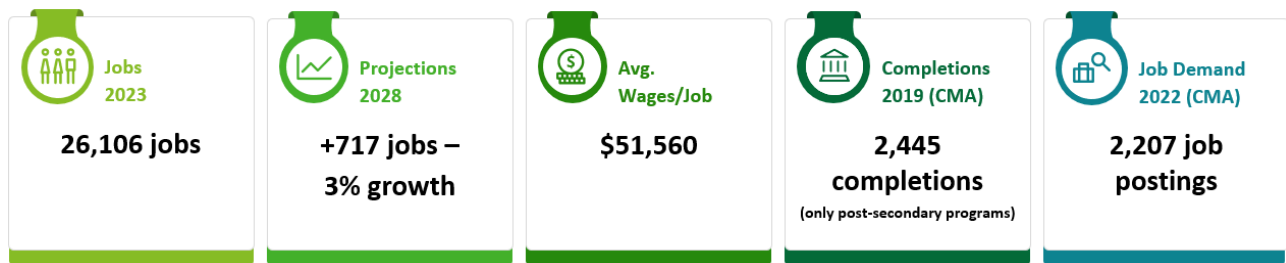 Jobs
2023
26,106 jobs
Projections
2028
+717 jobs –
3% growth
Avg.
Wages/Job
$51,560
Completions
2019 (CMA)
2,445
completions
(only post-secondary programs)
Job Demand
2022 (CMA)
2,207 job
postings